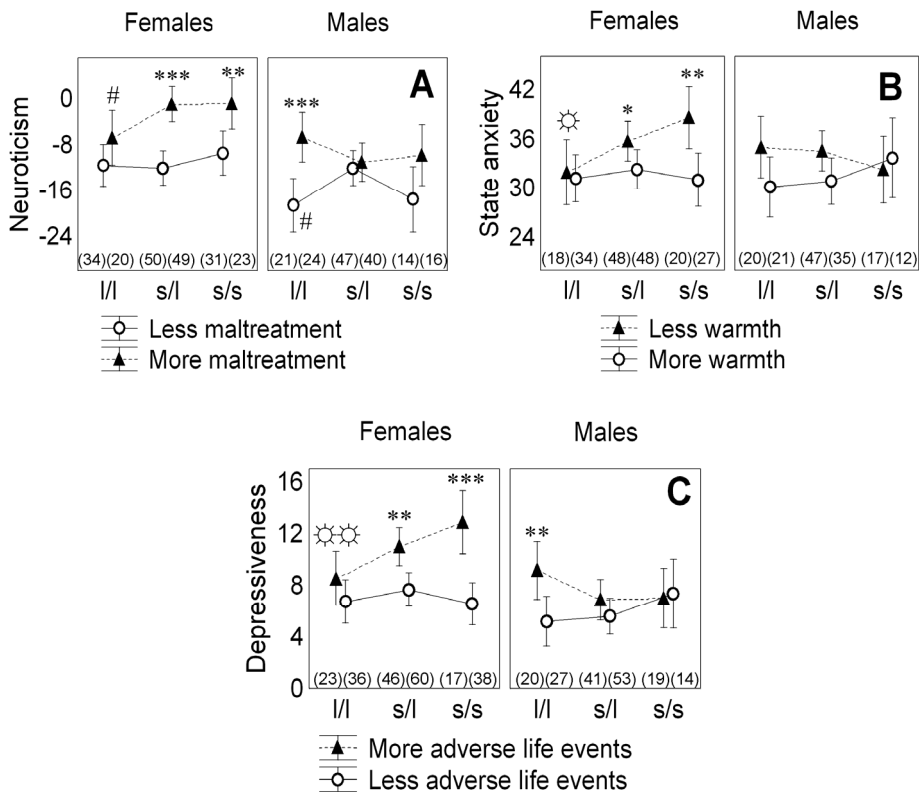 Females Males
A
Neuroticism
0
-8
-16
-24
# *** **
*** #
(34)(20) (50)(49) (31)(23) (21)(24) (47)(40) (14)(16)
l/l s/l s/s l/l s/l s/s
Less maltreatment
More maltreatment
Females Males
B
State anxiety
42
36
30
24
* **
(18)(34) (48)(48) (20)(27) (20)(21) (47)(35) (17)(12)
l/l s/l s/s l/l s/l s/s
Less warmth
More warmth
Females Males
C
Depressiveness
16
12
8
4
0
** ***
**
(23)(36) (46)(60) (17)(38) (20)(27) (41)(53) (19)(14)
l/l s/l s/s l/l s/l s/s
More adverse life events
Less adverse life events